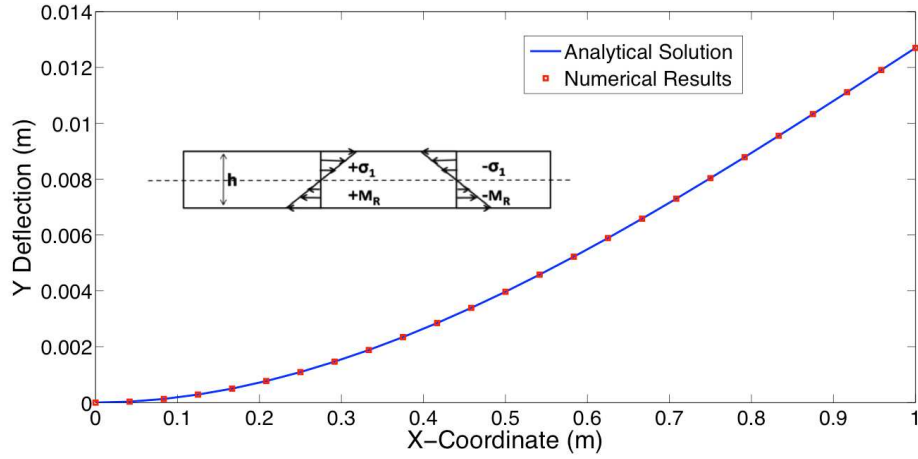 0.014
0.012
0.01
0.008
0.006
0.004
0.002
0
Y Deflection (m)
Analytical Solution
Numerical Results
h
+σ₁
-σ₁
+M_R
-M_R
0 0.1 0.2 0.3 0.4 0.5 0.6 0.7 0.8 0.9 1
X−Coordinate (m)